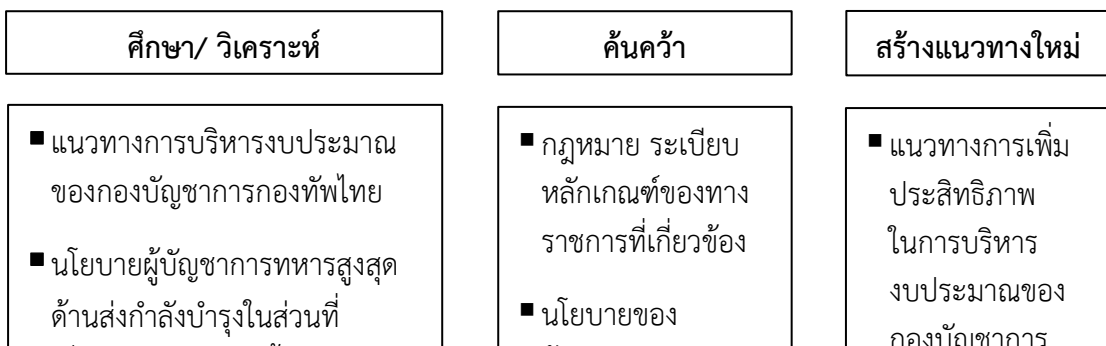 ศึกษา/ วิเคราะห์
■ แนวทางการบริหารงบประมาณ
ของกองบัญชาการกองทัพไทย
■ นโยบายผู้บัญชาการทหารสูงสุด
ด้านส่งกำลังบำรุงในส่วนที่
ค้นคว้า
■ กฎหมาย ระเบียบ
หลักเกณฑ์ของทาง
ราชการที่เกี่ยวข้อง
■ นโยบายของ
สร้างแนวทางใหม่
■ แนวทางการเพิ่ม
ประสิทธิภาพ
ในการบริหาร
งบประมาณของ
กองบัญชาการ